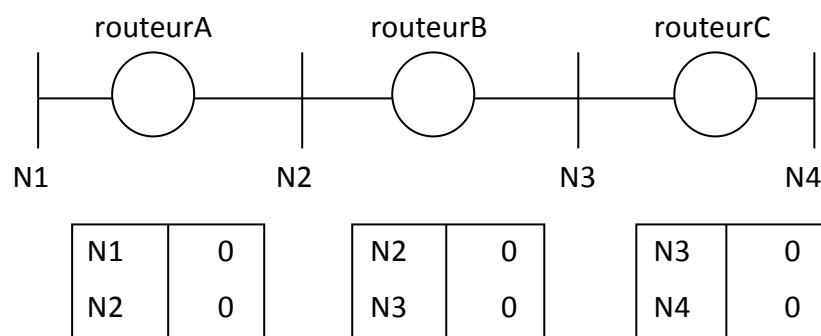 routeurA routeurB routeurC
N1 N2 N3 N4
N1 0 N2 0 N3 0
N2 0 N3 0 N4 0